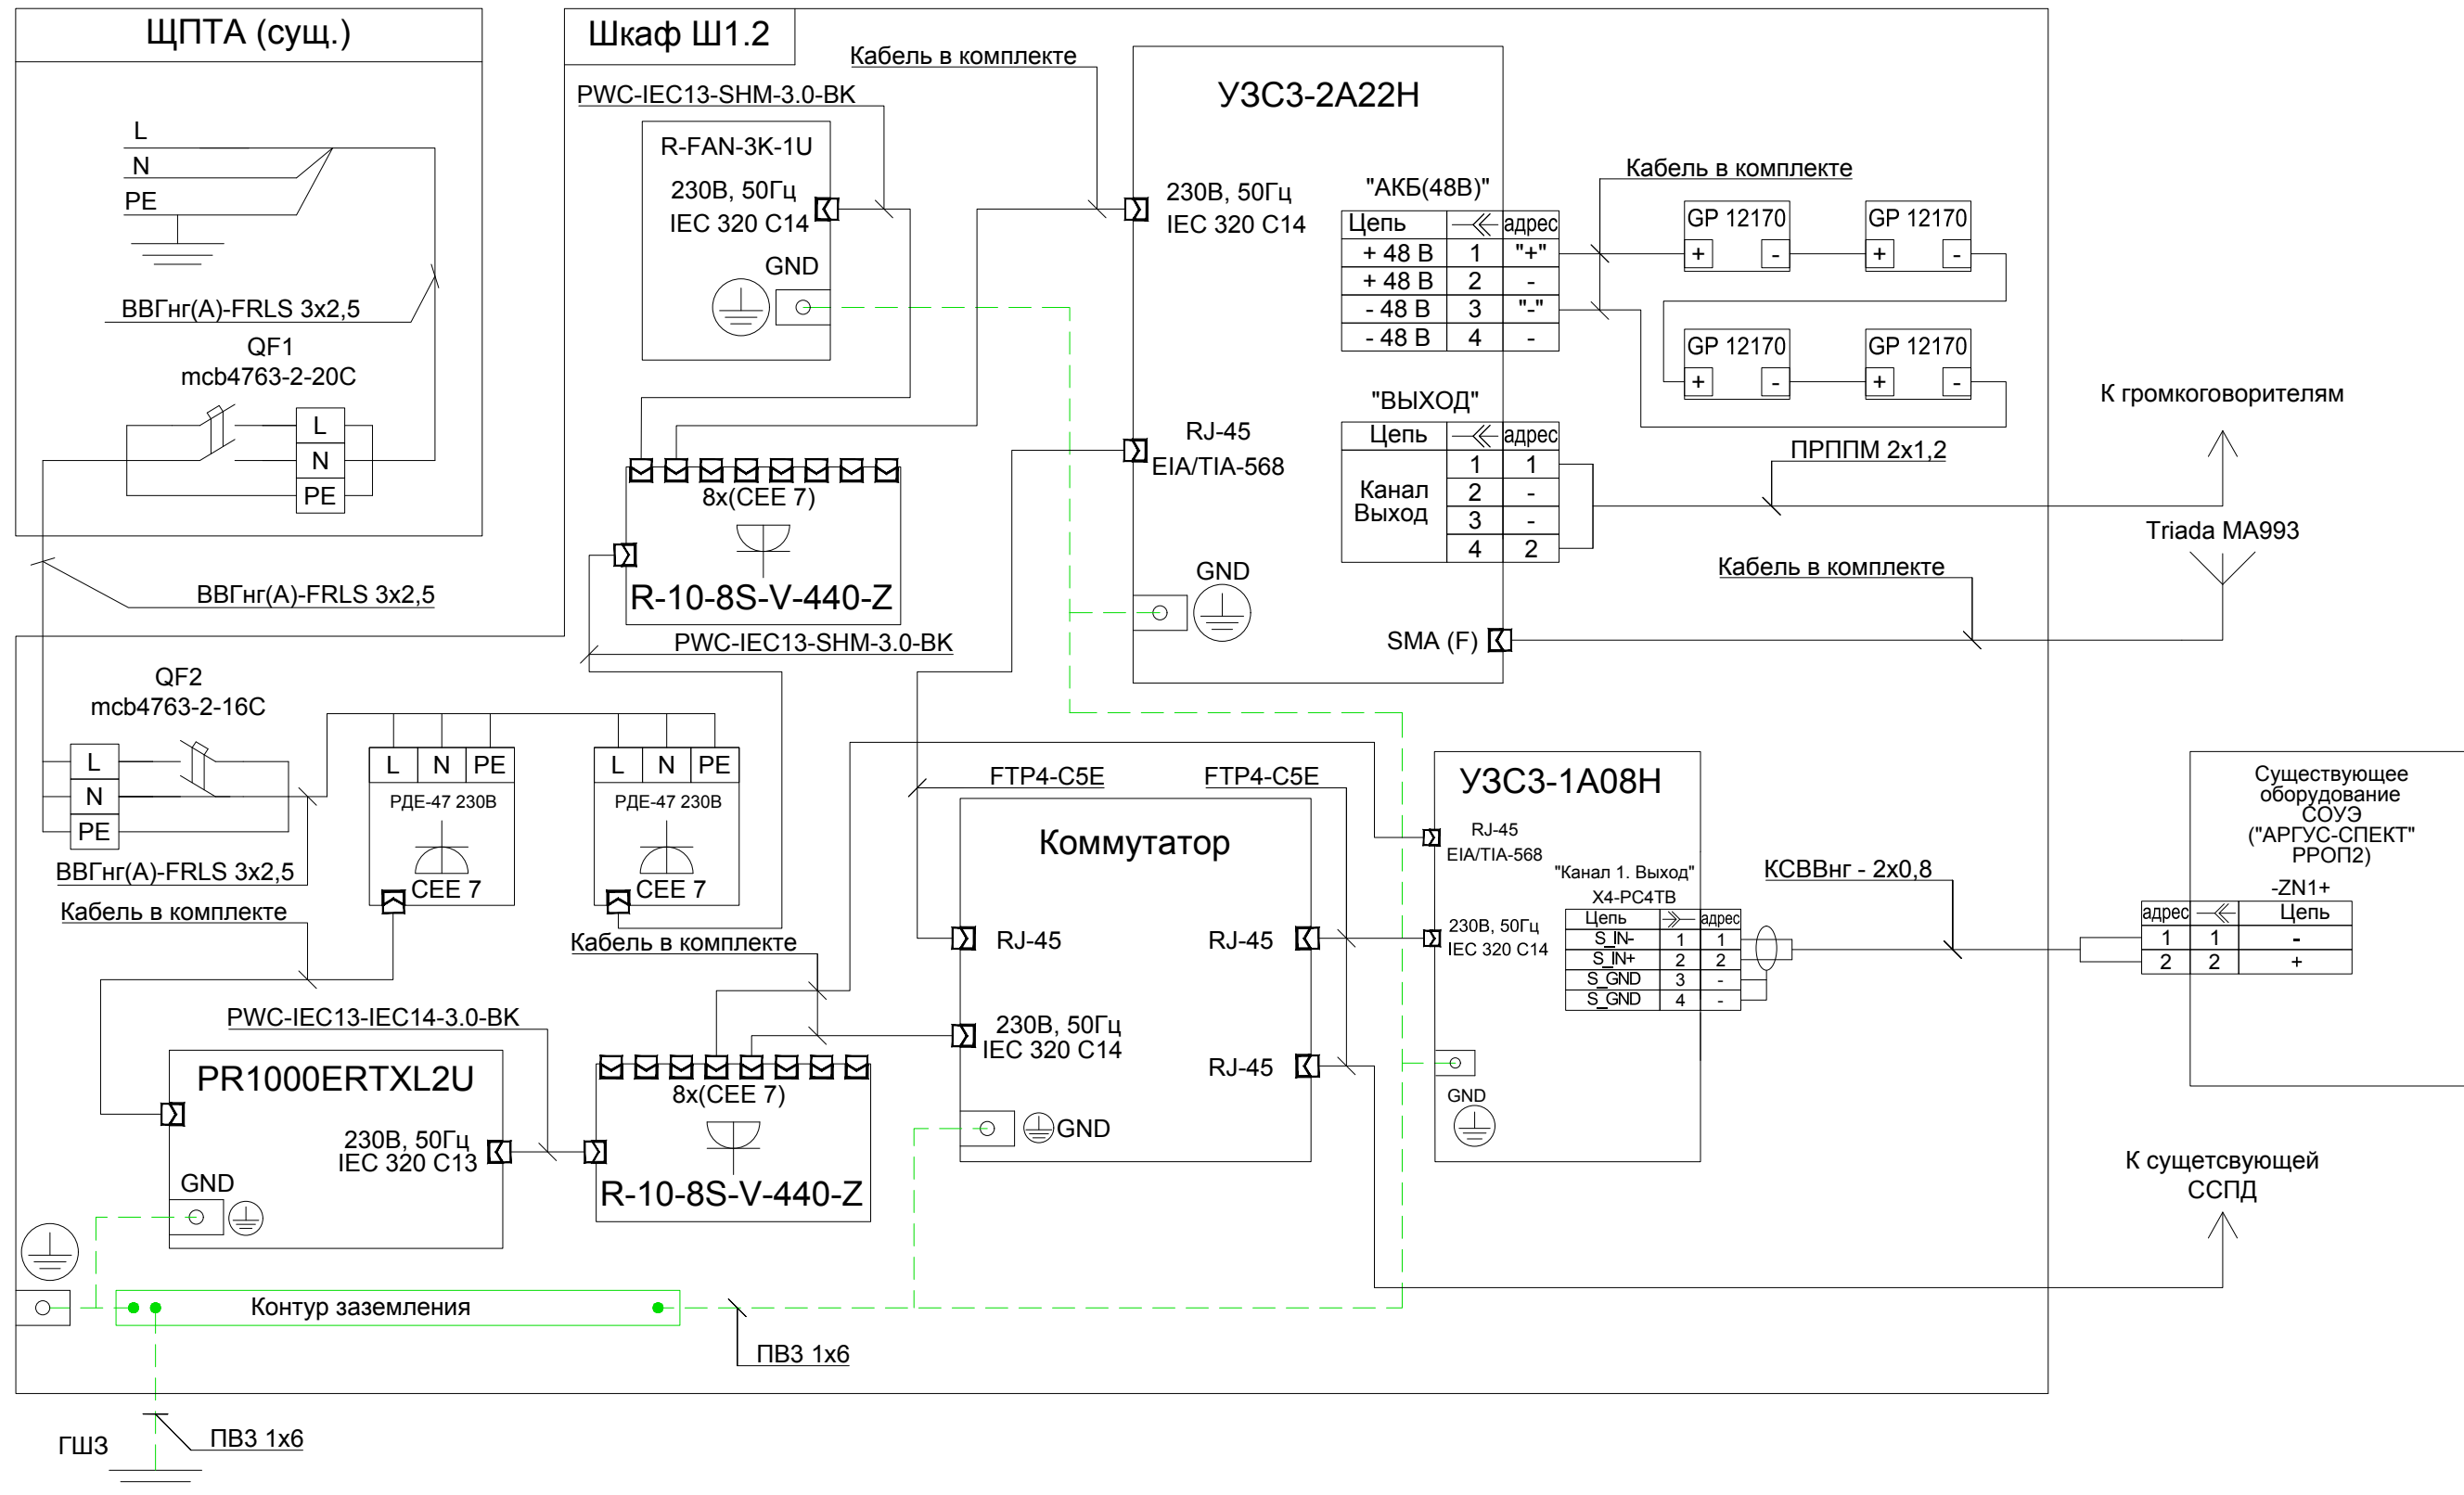 ЩПТА (сущ.)
L
N
PE
ВВГнг(А)-FRLS 3х2,5
QF1
mcb4763-2-20C
L
N
PE
ВВГнг(А)-FRLS 3х2,5
Шкаф Ш1.2
PWC-IEC13-SHM-3.0-BK
Кабель в комплекте
R-FAN-3K-1U
230В, 50Гц
IEC 320 C14
GND
8x(CEE 7)
R-10-8S-V-440-Z
PWC-IEC13-SHM-3.0-BK
УЗС3-2А22Н
230В, 50Гц
IEC 320 C14
"АКБ(48В)"
Цепь адрес
+ 48 В 1 "+"
+ 48 В 2 -
- 48 В 3 "-"
- 48 В 4 -
RJ-45
EIA/TIA-568
"ВЫХОД"
Цепь адрес
Канал
Выход
1 1
2 -
3 -
4 2
GND
SMA (F)
Кабель в комплекте
GP 12170
+ -
GP 12170
+ -
GP 12170
+ -
GP 12170
+ -
К громкоговорителям
ПРППМ 2х1,2
Triada MA993
Кабель в комплекте
QF2
mcb4763-2-16C
L
N
PE
ВВГнг(А)-FRLS 3х2,5
Кабель в комплекте
L N PE
РДЕ-47 230В
CEE 7
L N PE
РДЕ-47 230В
CEE 7
Кабель в комплекте
PWC-IEC13-IEC14-3.0-BK
PR1000ERTXL2U
230В, 50Гц
IEC 320 C13
GND
8x(CEE 7)
R-10-8S-V-440-Z
FTP4-C5E
FTP4-C5E
Коммутатор
RJ-45
RJ-45
230В, 50Гц
IEC 320 C14
RJ-45
GND
УЗС3-1А08Н
RJ-45
EIA/TIA-568
"Канал 1. Выход"
X4-PC4TB
230В, 50Гц
IEC 320 C14
Цепь адрес
S_IN- 1 1
S_IN+ 2 2
S_GND 3 -
S_GND 4 -
GND
КСВВнг - 2х0,8
Существующее
оборудование
СОУЭ
("АРГУС-СПЕКТ"
РРОП2)
-ZN1+
адрес Цепь
1 1 -
2 2 +
К сущетсвующей
ССПД
Контур заземления
ПВ3 1х6
ГШЗ
ПВ3 1х6